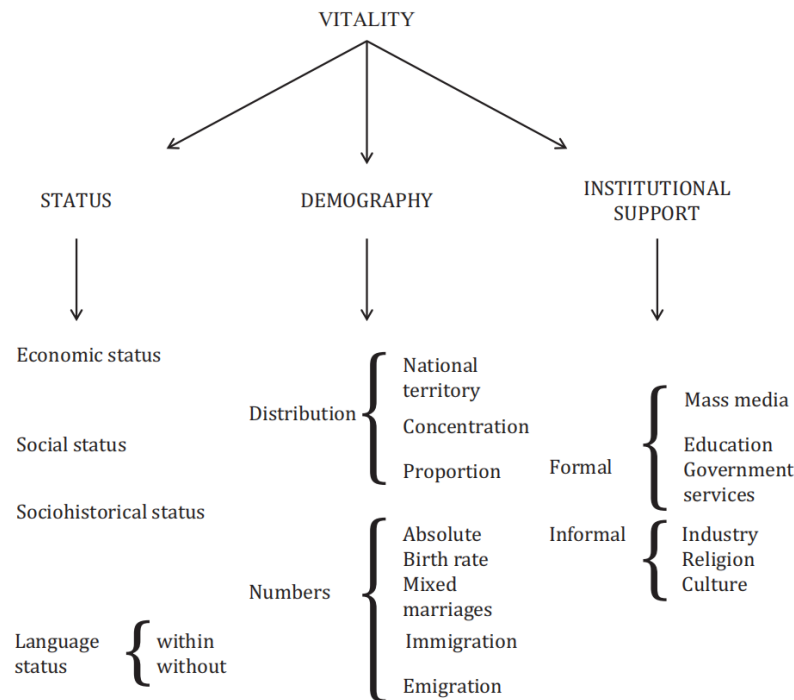 VITALITY
STATUS
DEMOGRAPHY
INSTITUTIONAL
SUPPORT
Economic status
Social status
Sociohistorical status
Language
status
within
without
Distribution
National
territory
Concentration
Proportion
Numbers
Absolute
Birth rate
Mixed
marriages
Immigration
Emigration
Formal
Mass media
Education
Government
services
Informal
Industry
Religion
Culture